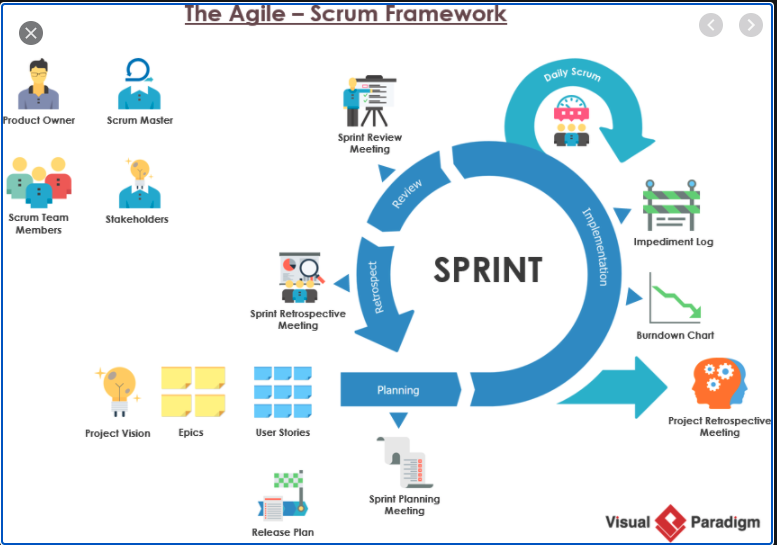 The Agile – Scrum Framework
Product Owner
Scrum Master
Scrum Team
Members
Stakeholders
Sprint Review
Meeting
Daily Scrum
Review
Implementation
Impediment Log
SPRINT
Retrospect
Sprint Retrospective
Meeting
Burndown Chart
Planning
Project Vision
Epics
User Stories
Project Retrospective
Meeting
Sprint Planning
Meeting
Release Plan
Visual Paradigm